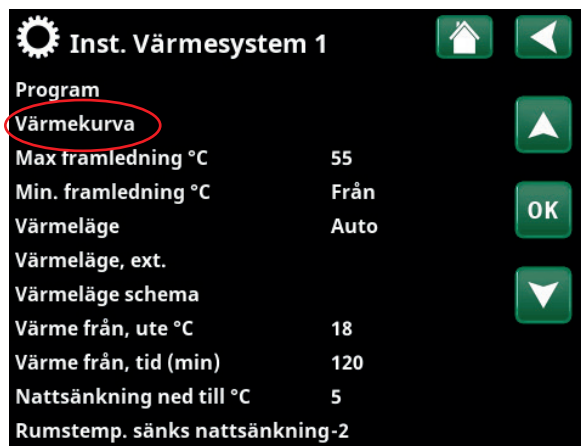 Inst. Värmesystem 1
Program
Värmekurva
Max framledning °C 55
Min. framledning °C Från
Värmeläge Auto
Värmeläge, ext.
Värmeläge schema
Värme från, ute °C 18
Värme från, tid (min) 120
Nattsänkning ned till °C 5
Rumstemp. sänks nattsänkning-2
OK